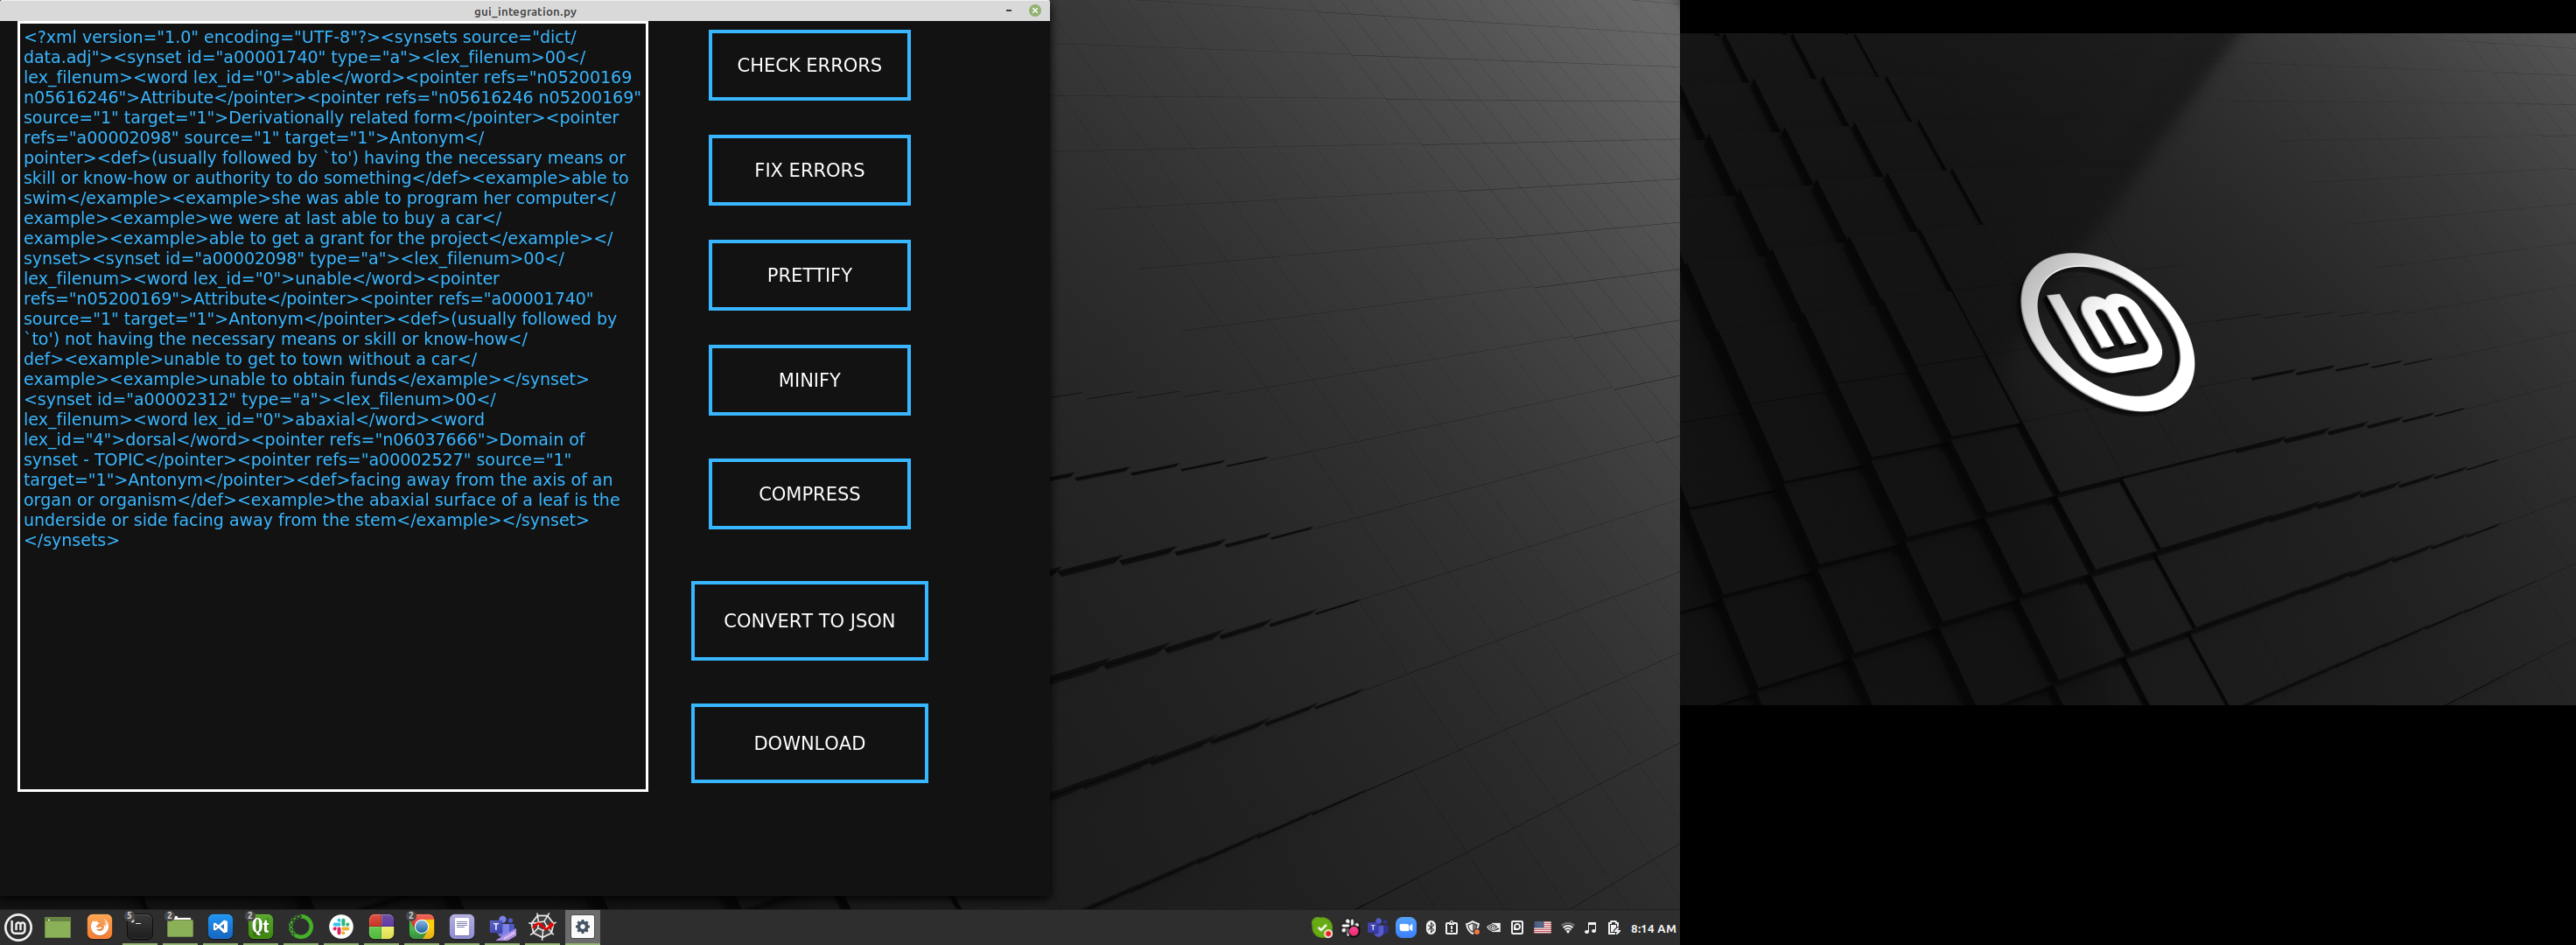 gui_integration.py
<?xml version="1.0" encoding="UTF-8"?><synsets source="dict/
data.adj"><synset id="a00001740" type="a"><lex_filenum>00</
lex_filenum><word lex_id="0">able</word><pointer refs="n05200169
n05616246">Attribute</pointer><pointer refs="n05616246 n05200169"
source="1" target="1">Derivationally related form</pointer><pointer
refs="a00002098" source="1" target="1">Antonym</
pointer><def>(usually followed by `to') having the necessary means or
skill or know-how or authority to do something</def><example>able to
swim</example><example>she was able to program her computer</
example><example>we were at last able to buy a car</
example><example>able to get a grant for the project</example></
synset><synset id="a00002098" type="a"><lex_filenum>00</
lex_filenum><word lex_id="0">unable</word><pointer
refs="n05200169">Attribute</pointer><pointer refs="a00001740"
source="1" target="1">Antonym</pointer><def>(usually followed by
`to') not having the necessary means or skill or know-how</
def><example>unable to get to town without a car</
example><example>unable to obtain funds</example></synset>
<synset id="a00002312" type="a"><lex_filenum>00</
lex_filenum><word lex_id="0">abaxial</word><word
lex_id="4">dorsal</word><pointer refs="n06037666">Domain of
synset - TOPIC</pointer><pointer refs="a00002527" source="1"
target="1">Antonym</pointer><def>facing away from the axis of an
organ or organism</def><example>the abaxial surface of a leaf is the
underside or side facing away from the stem</example></synset>
</synsets>
CHECK ERRORS
FIX ERRORS
PRETTIFY
MINIFY
COMPRESS
CONVERT TO JSON
DOWNLOAD
5
2
2
Qt
2
8:14 AM